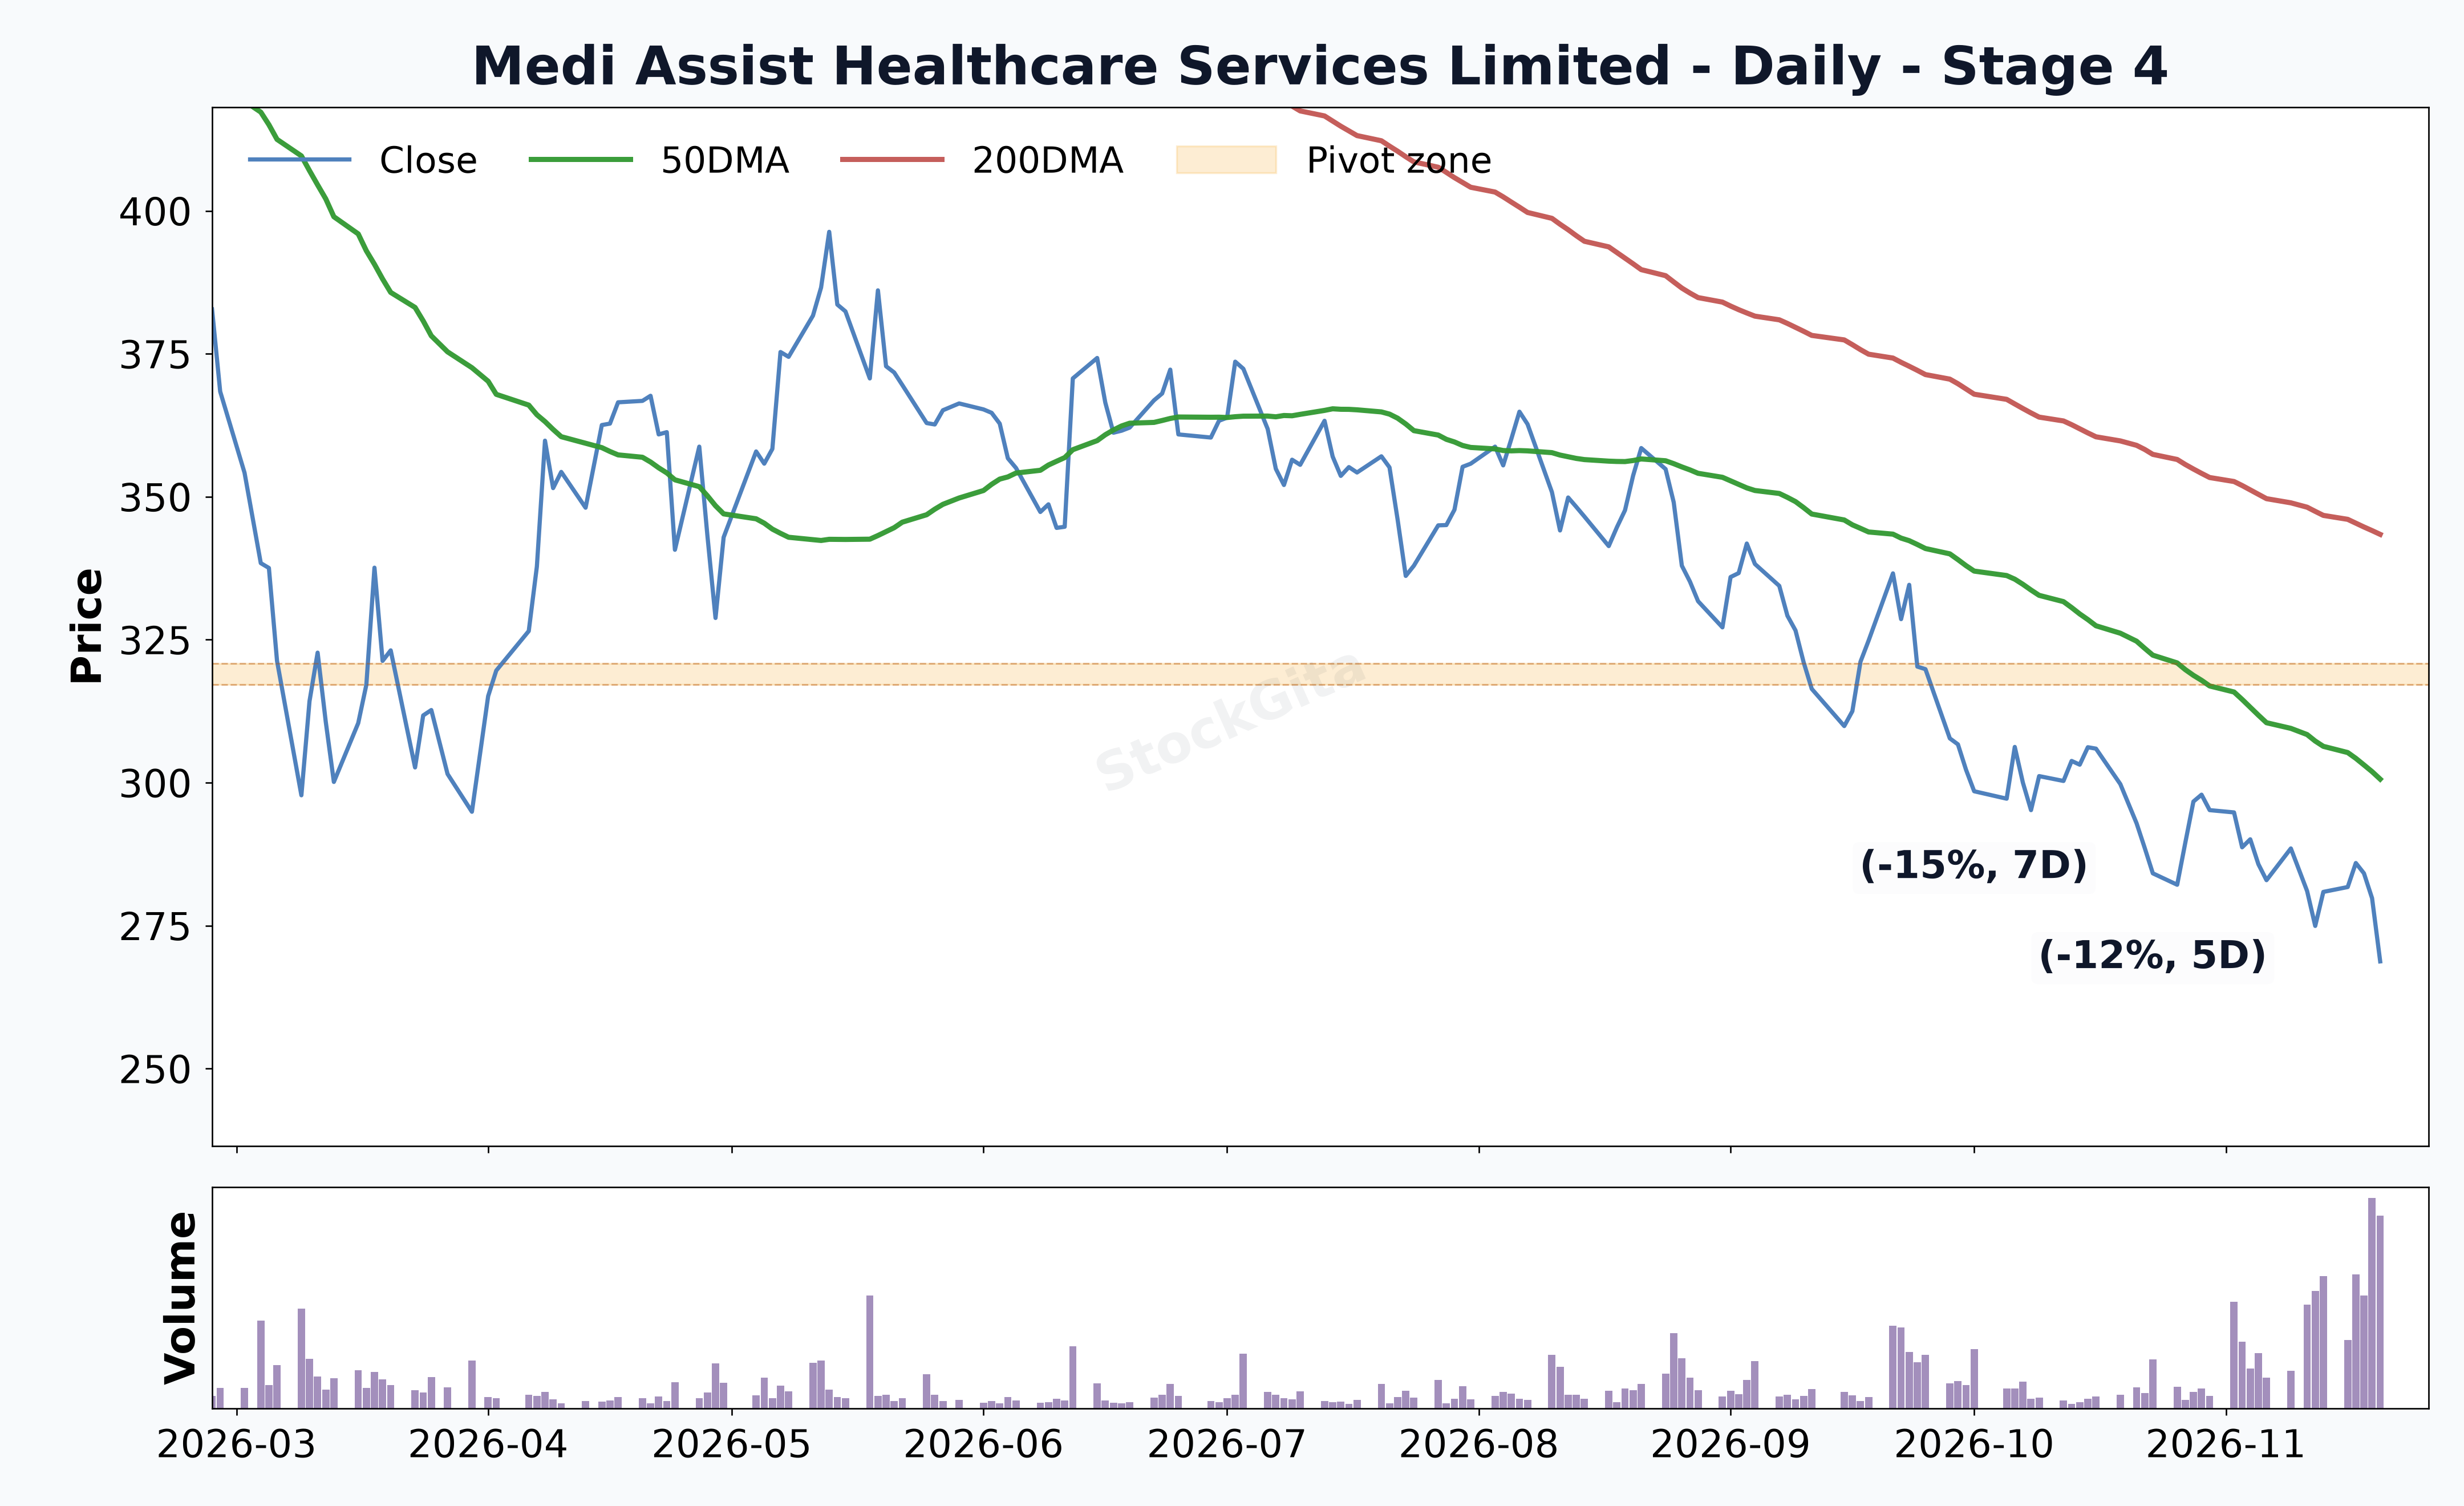 Medi Assist Healthcare Services Limited - Daily - Stage 4
Close 50DMA 200DMA Pivot zone
Price
400
375
350
325
300
275
250
StockGita
(-15%, 7D)
(-12%, 5D)
Volume
2026-03 2026-04 2026-05 2026-06 2026-07 2026-08 2026-09 2026-10 2026-11